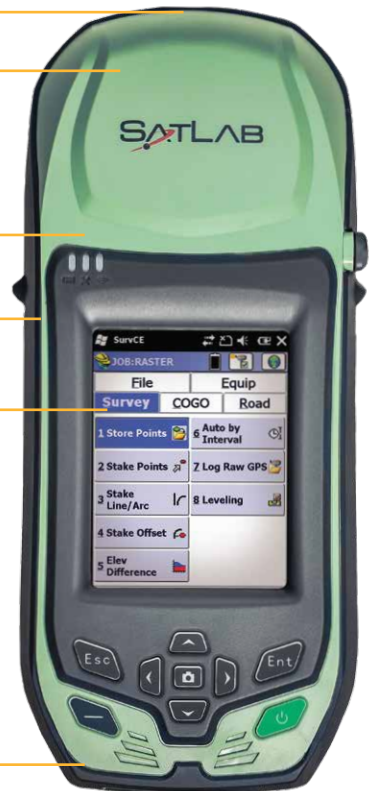 SATLAB
SurvCE
JOB:RASTER
File Equip
Survey COGO Road
1 Store Points 6 Auto by Interval
2 Stake Points 7 Log Raw GPS
3 Stake Line/Arc 8 Leveling
4 Stake Offset
5 Elev Difference
Esc Ent